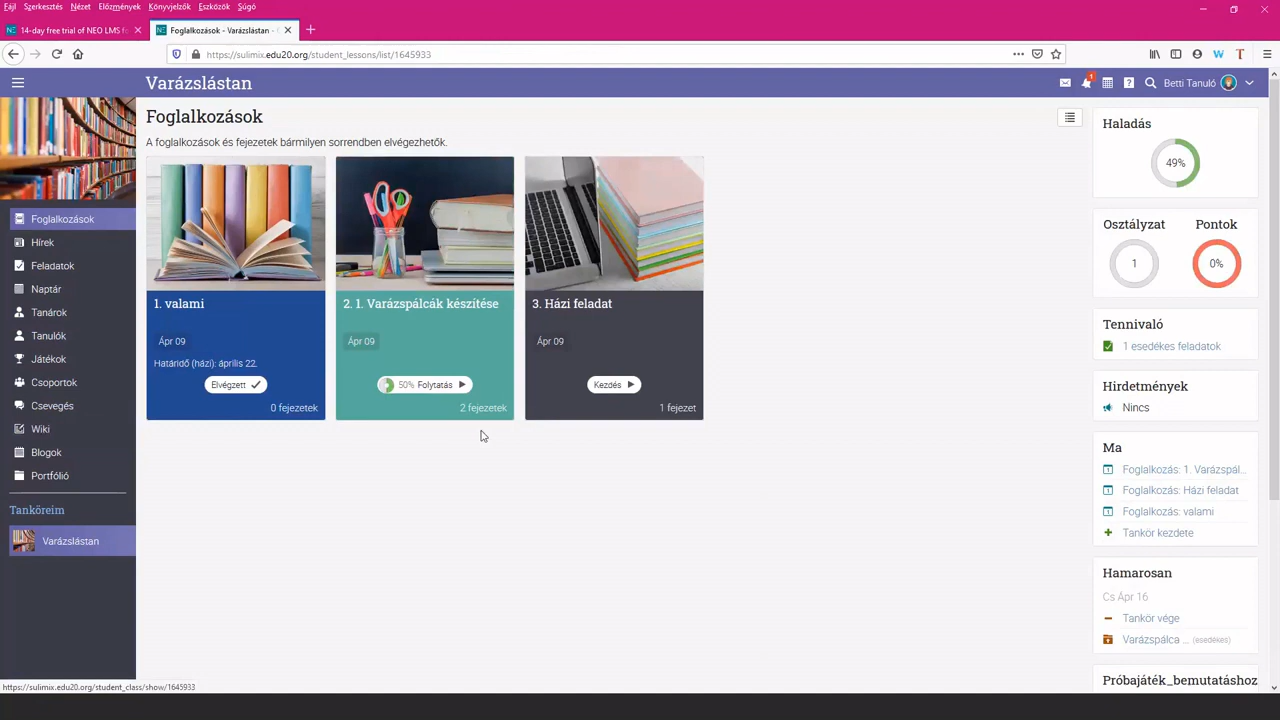 Fájl Szerkesztés Nézet Előzmények Könyvjelzők Eszközök Súgó
14-day free trial of NEO LMS f
Foglalkozások - Varázslástan -
https://sulimix.edu20.org/student_lessons/list/1645933
Varázslástan
1
Betti Tanuló
Foglalkozások
A foglalkozások és fejezetek bármilyen sorrendben elvégezhetők.
Foglalkozások
Hírek
Feladatok
Naptár
Tanárok
Tanulók
Játékok
Csoportok
Csevegés
Wiki
Blogok
Portfólió
Tanköreim
Varázslástan
1. valami
Ápr 09
Határidő (házi): április 22.
Elvégzett
0 fejezetek
2. 1. Varázspálcák készítése
Ápr 09
50% Folytatás
2 fejezetek
3. Házi feladat
Ápr 09
Kezdés
1 fejezet
Haladás
49%
Osztályzat Pontok
1 0%
Tennivaló
1 esedékes feladatok
Hirdetmények
Nincs
Ma
Foglalkozás: 1. Varázspál...
Foglalkozás: Házi feladat
Foglalkozás: valami
Tankör kezdete
Hamarosan
Cs Ápr 16
Tankör vége
Varázspálca ... (esedékes)
Próbajáték_bemutatáshoz
https://sulimix.edu20.org/student_class/show/1645933